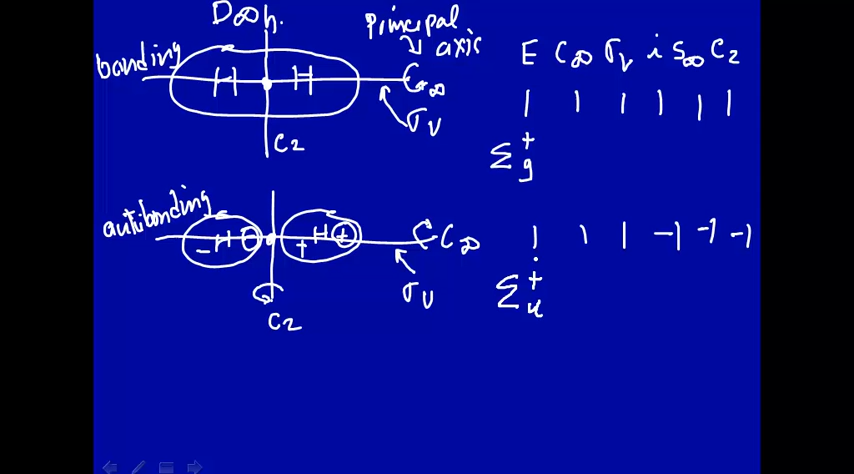 D∞h.
Principal
axis
bonding
H H
C∞
σv
C2
E C∞ σv i S∞ C2
1 1 1 1 1 1
Σg+
antibonding
- H - + H +
C∞
σv
C2
1 1 1 -1 -1 -1
Σu+